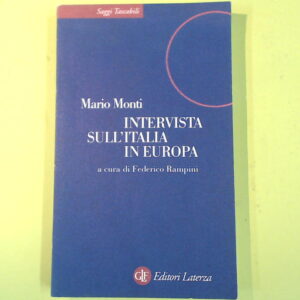 Saggi Tascabili
Mario Monti
INTERVISTA
SULL'ITALIA
IN EUROPA
a cura di Federico Rampini
Editori Laterza